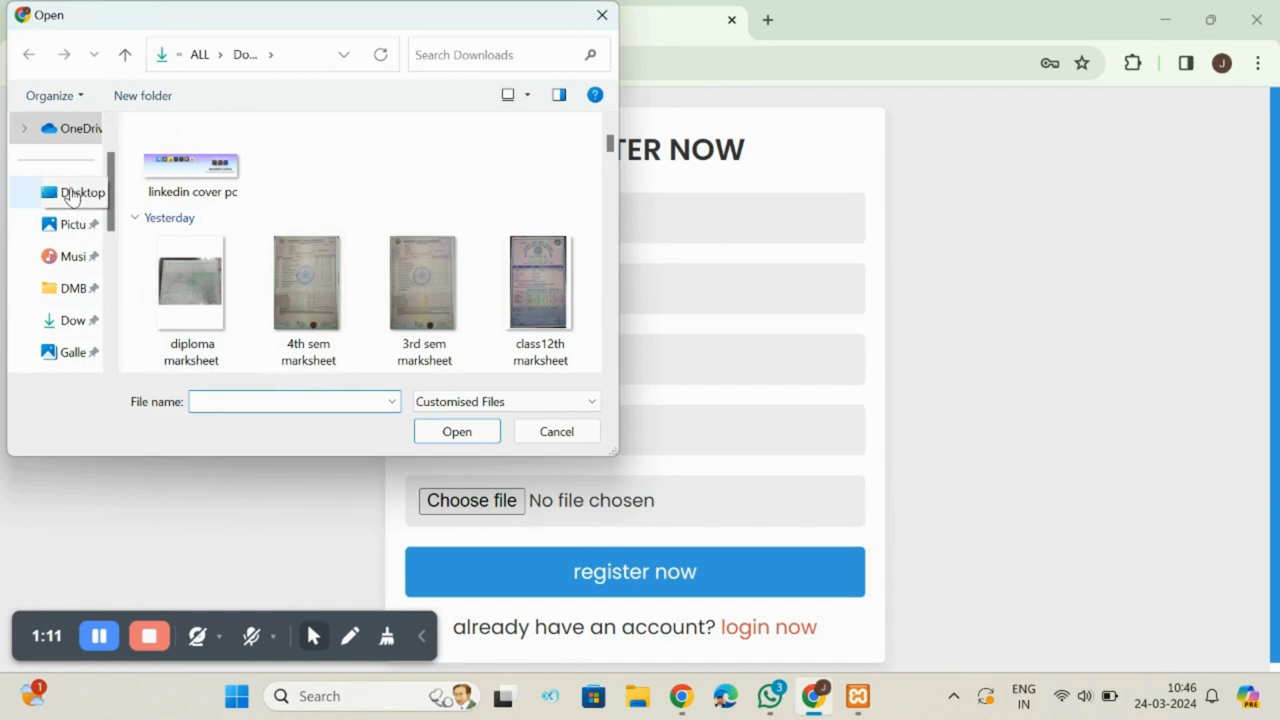 Open
ALL > Do... >
Search Downloads
Organize
New folder
OneDriv
Desktop
Pictu
Musi
DMB
Dow
Galle
linkedin cover pc
Yesterday
diploma
marksheet
4th sem
marksheet
3rd sem
marksheet
class12th
marksheet
File name:
Customised Files
Open
Cancel
TER NOW
Choose file No file chosen
register now
already have an account? login now
1:11
J
1
Search
PRE
3
J
ENG
IN
10:46
24-03-2024